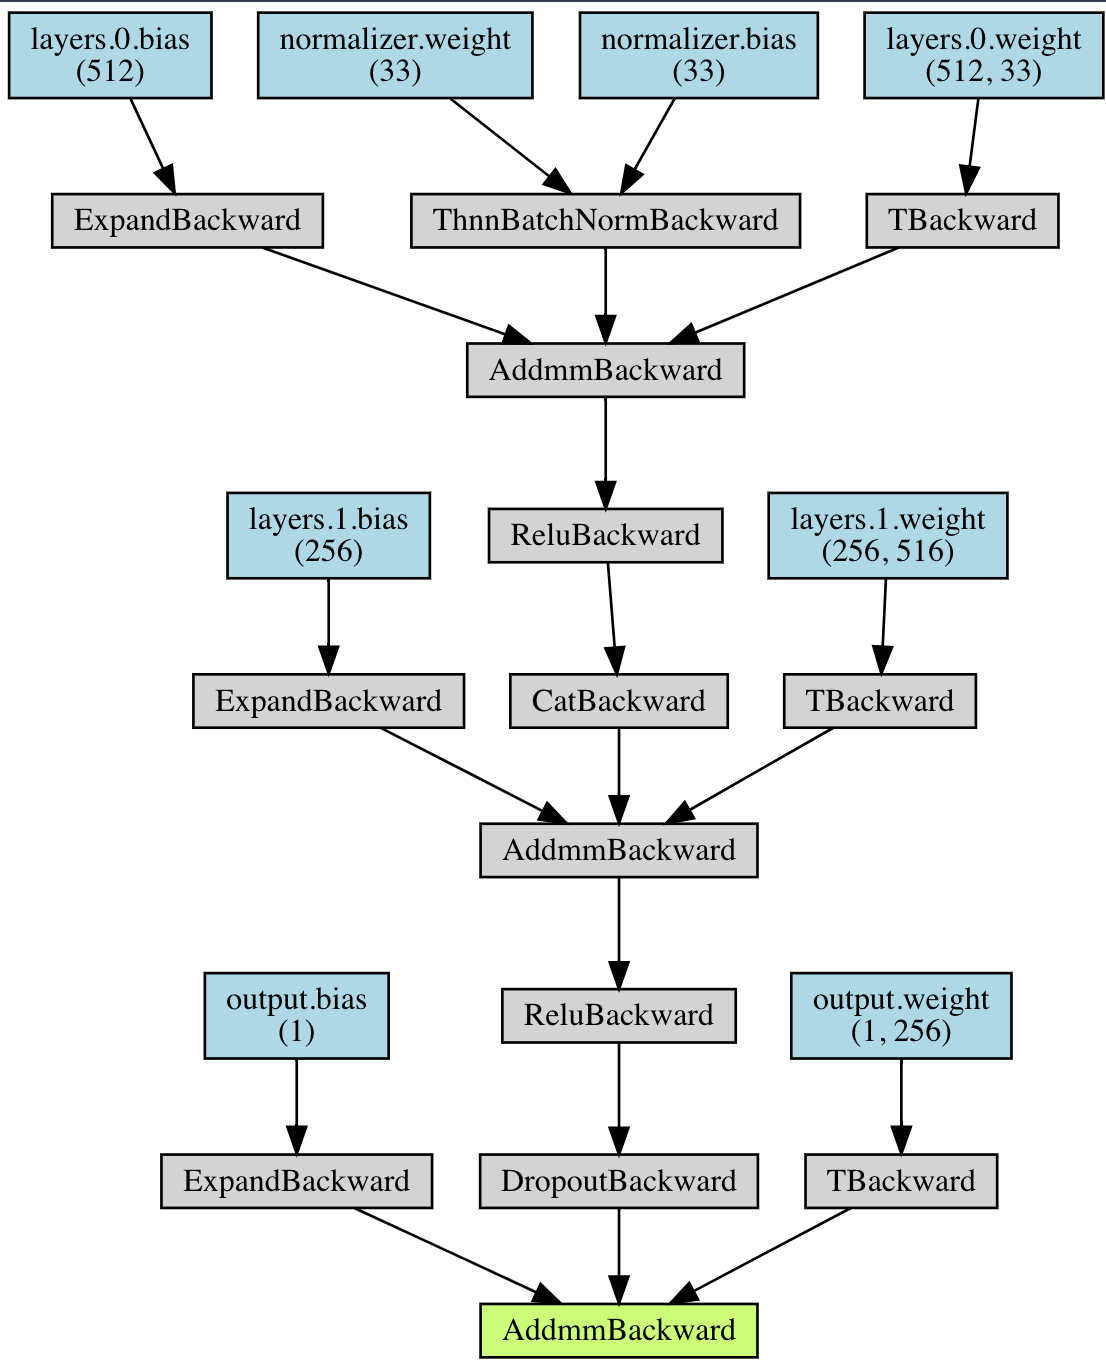 layers.0.bias
(512)
normalizer.weight
(33)
normalizer.bias
(33)
layers.0.weight
(512, 33)
ExpandBackward
ThnnBatchNormBackward
TBackward
AddmmBackward
ReluBackward
layers.1.bias
(256)
layers.1.weight
(256, 516)
ExpandBackward
CatBackward
TBackward
AddmmBackward
ReluBackward
output.bias
(1)
output.weight
(1, 256)
ExpandBackward
DropoutBackward
TBackward
AddmmBackward